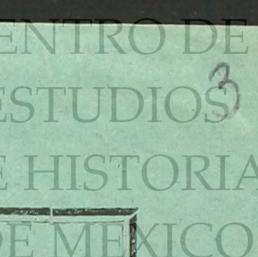 ENTRO DE
ESTUDIOS
3
E HISTORIA
DE MEXICO